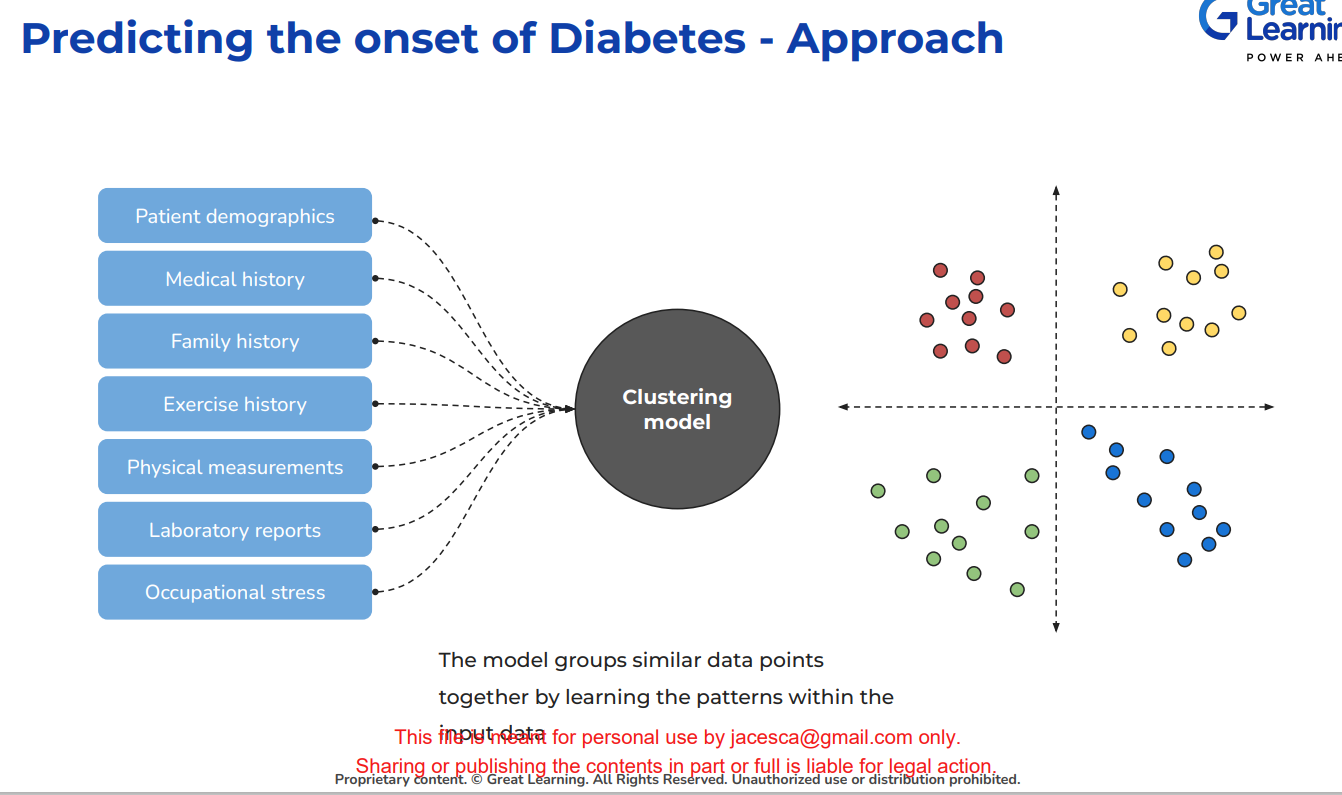 Predicting the onset of Diabetes - Approach
Great
Learnin
POWER AHE
Patient demographics
Medical history
Family history
Exercise history
Physical measurements
Laboratory reports
Occupational stress
Clustering
model
The model groups similar data points
together by learning the patterns within the
input data
This file is meant for personal use by jacesca@gmail.com only.
Sharing or publishing the contents in part or full is liable for legal action.
Proprietary content. © Great Learning. All Rights Reserved. Unauthorized use or distribution prohibited.